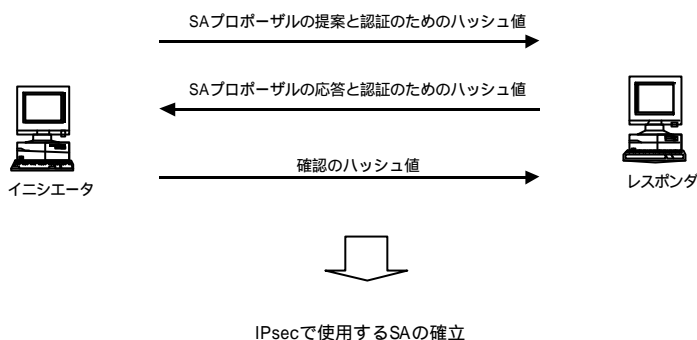 SAプロポーザルの提案と認証のためのハッシュ値
SAプロポーザルの応答と認証のためのハッシュ値
確認のハッシュ値
イニシエータ
レスポンダ
IPsecで使用するSAの確立